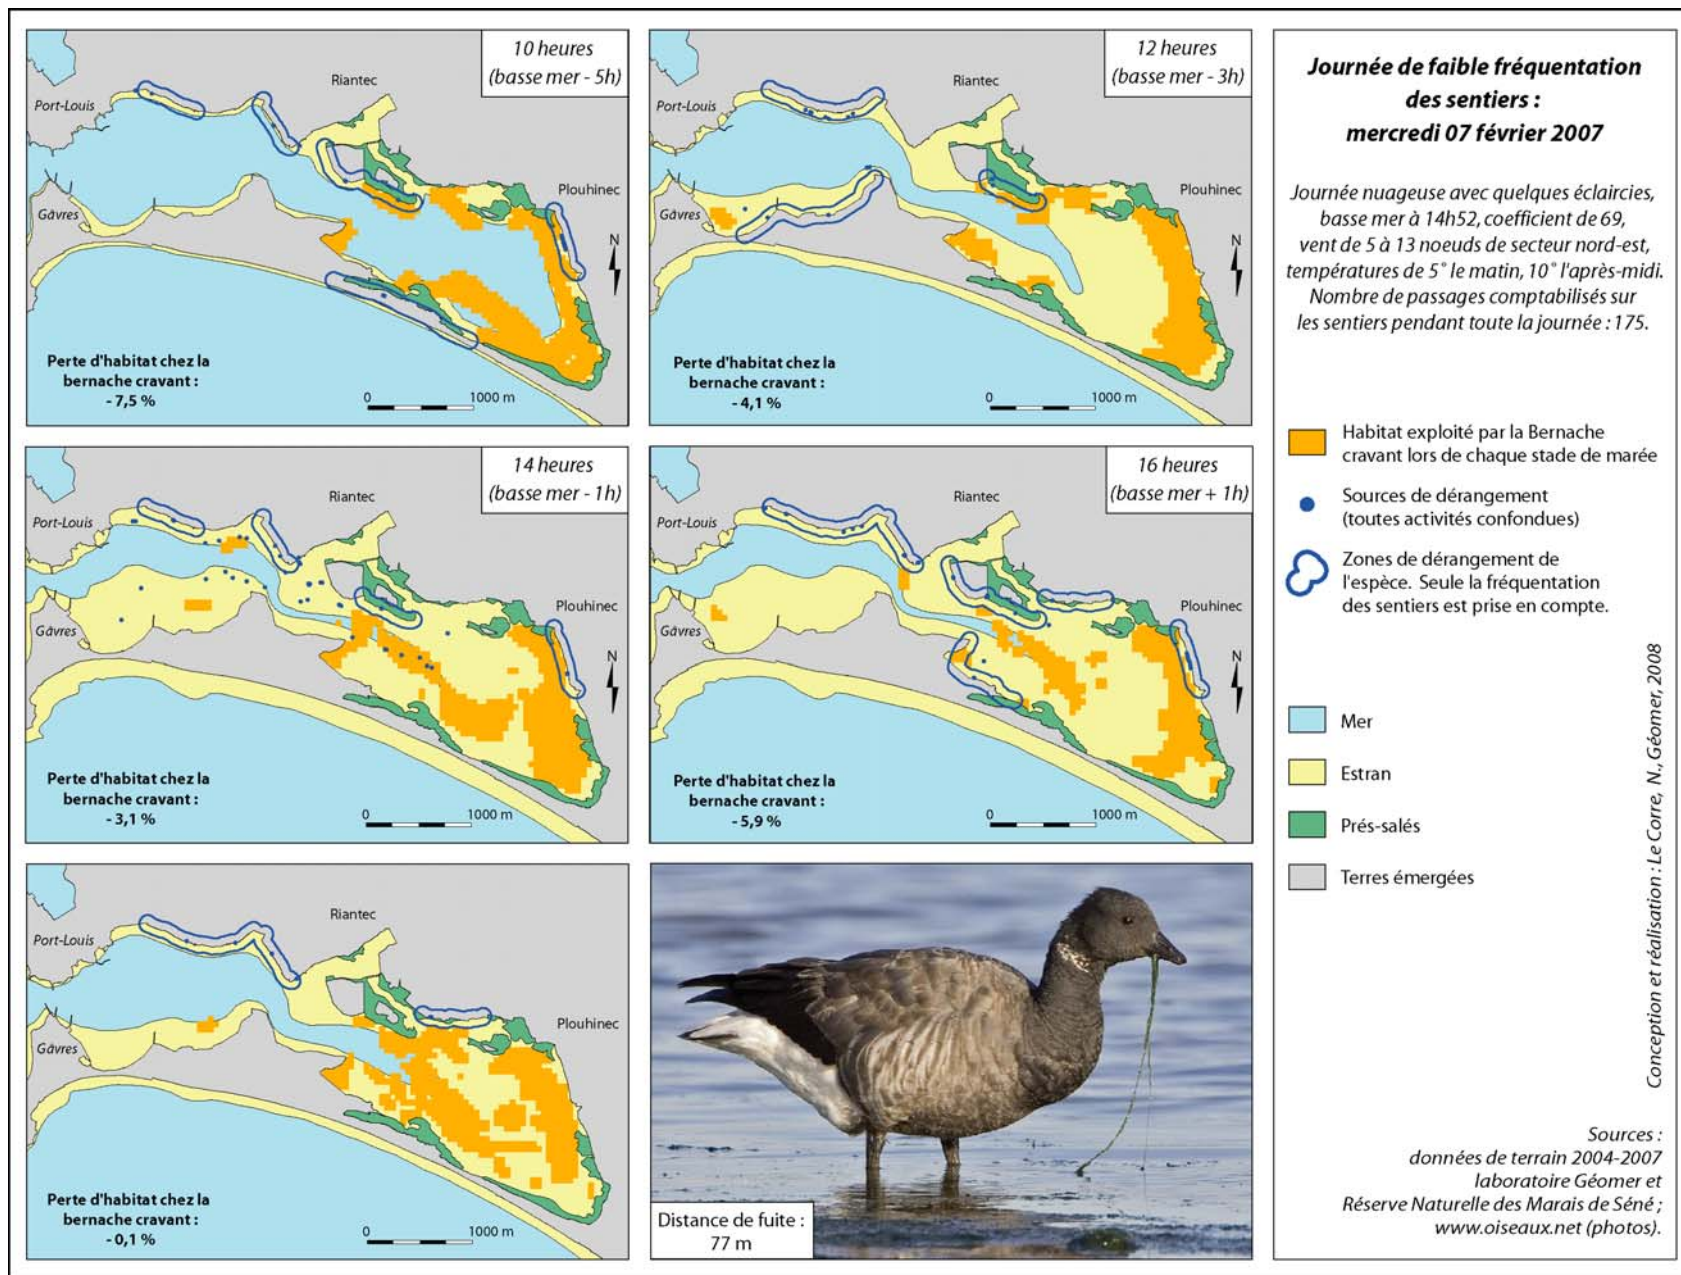 10 heures
(basse mer - 5h)
Riantec
Port-Louis
Plouhinec
Gâvres
N
Perte d'habitat chez la
bernache cravant :
- 7,5 %
0 1000 m
12 heures
(basse mer - 3h)
Riantec
Port-Louis
Plouhinec
Gâvres
N
Perte d'habitat chez la
bernache cravant :
- 4,1 %
0 1000 m
14 heures
(basse mer - 1h)
Riantec
Port-Louis
Plouhinec
Gâvres
N
Perte d'habitat chez la
bernache cravant :
- 3,1 %
0 1000 m
16 heures
(basse mer + 1h)
Riantec
Port-Louis
Plouhinec
Gâvres
N
Perte d'habitat chez la
bernache cravant :
- 5,9 %
0 1000 m
Riantec
Port-Louis
Plouhinec
Gâvres
Perte d'habitat chez la
bernache cravant :
- 0,1 %
Distance de fuite :
77 m
Journée de faible fréquentation
des sentiers :
mercredi 07 février 2007
Journée nuageuse avec quelques éclaircies,
basse mer à 14h52, coefficient de 69,
vent de 5 à 13 noeuds de secteur nord-est,
températures de 5° le matin, 10° l'après-midi.
Nombre de passages comptabilisés sur
les sentiers pendant toute la journée : 175.
Habitat exploité par la Bernache
cravant lors de chaque stade de marée
Sources de dérangement
(toutes activités confondues)
Zones de dérangement de
l'espèce. Seule la fréquentation
des sentiers est prise en compte.
Mer
Estran
Prés-salés
Terres émergées
Conception et réalisation : Le Corre, N., Géomer, 2008
Sources :
données de terrain 2004-2007
laboratoire Géomer et
Réserve Naturelle des Marais de Séné ;
www.oiseaux.net (photos).